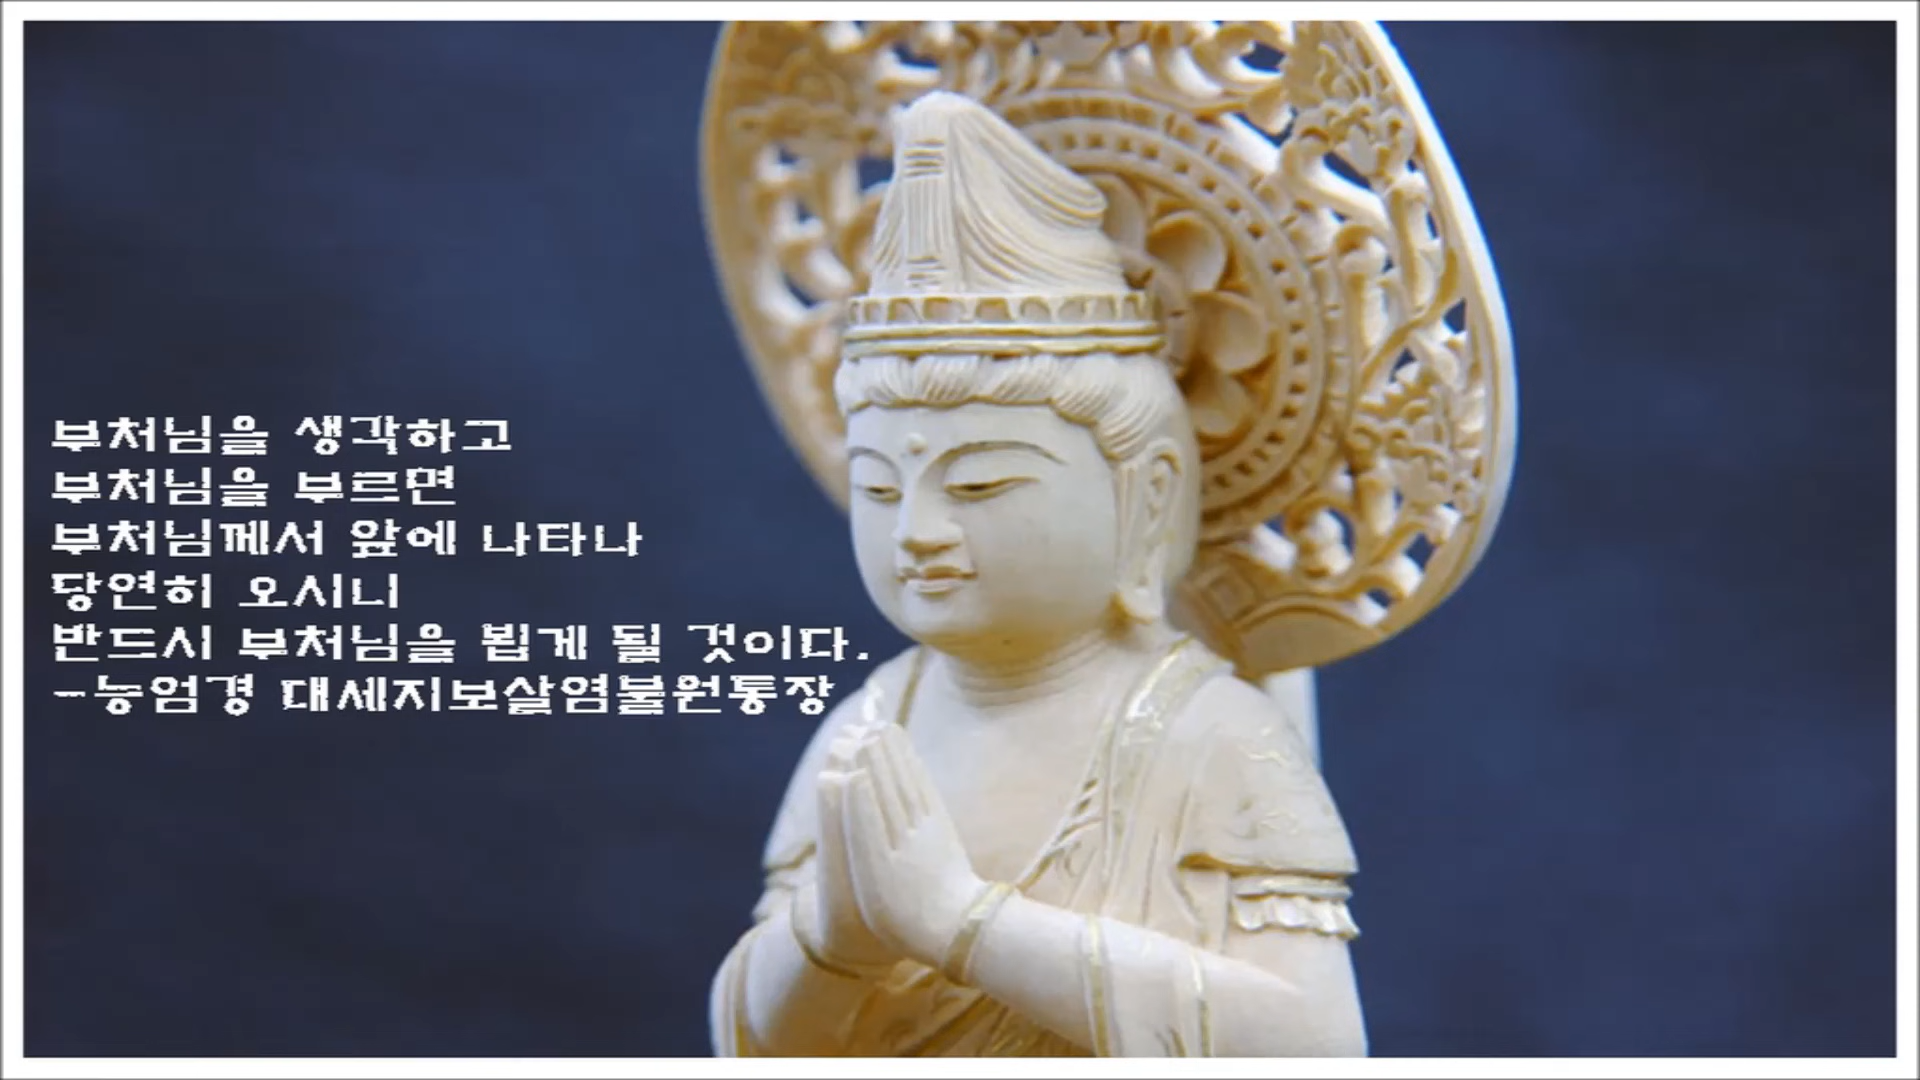 부처님을 생각하고
부처님을 부르면
부처님께서 앞에 나타나
당연히 오시니
반드시 부처님을 뵙게 될 것이다.
-능엄경 대세지보살염불원통장